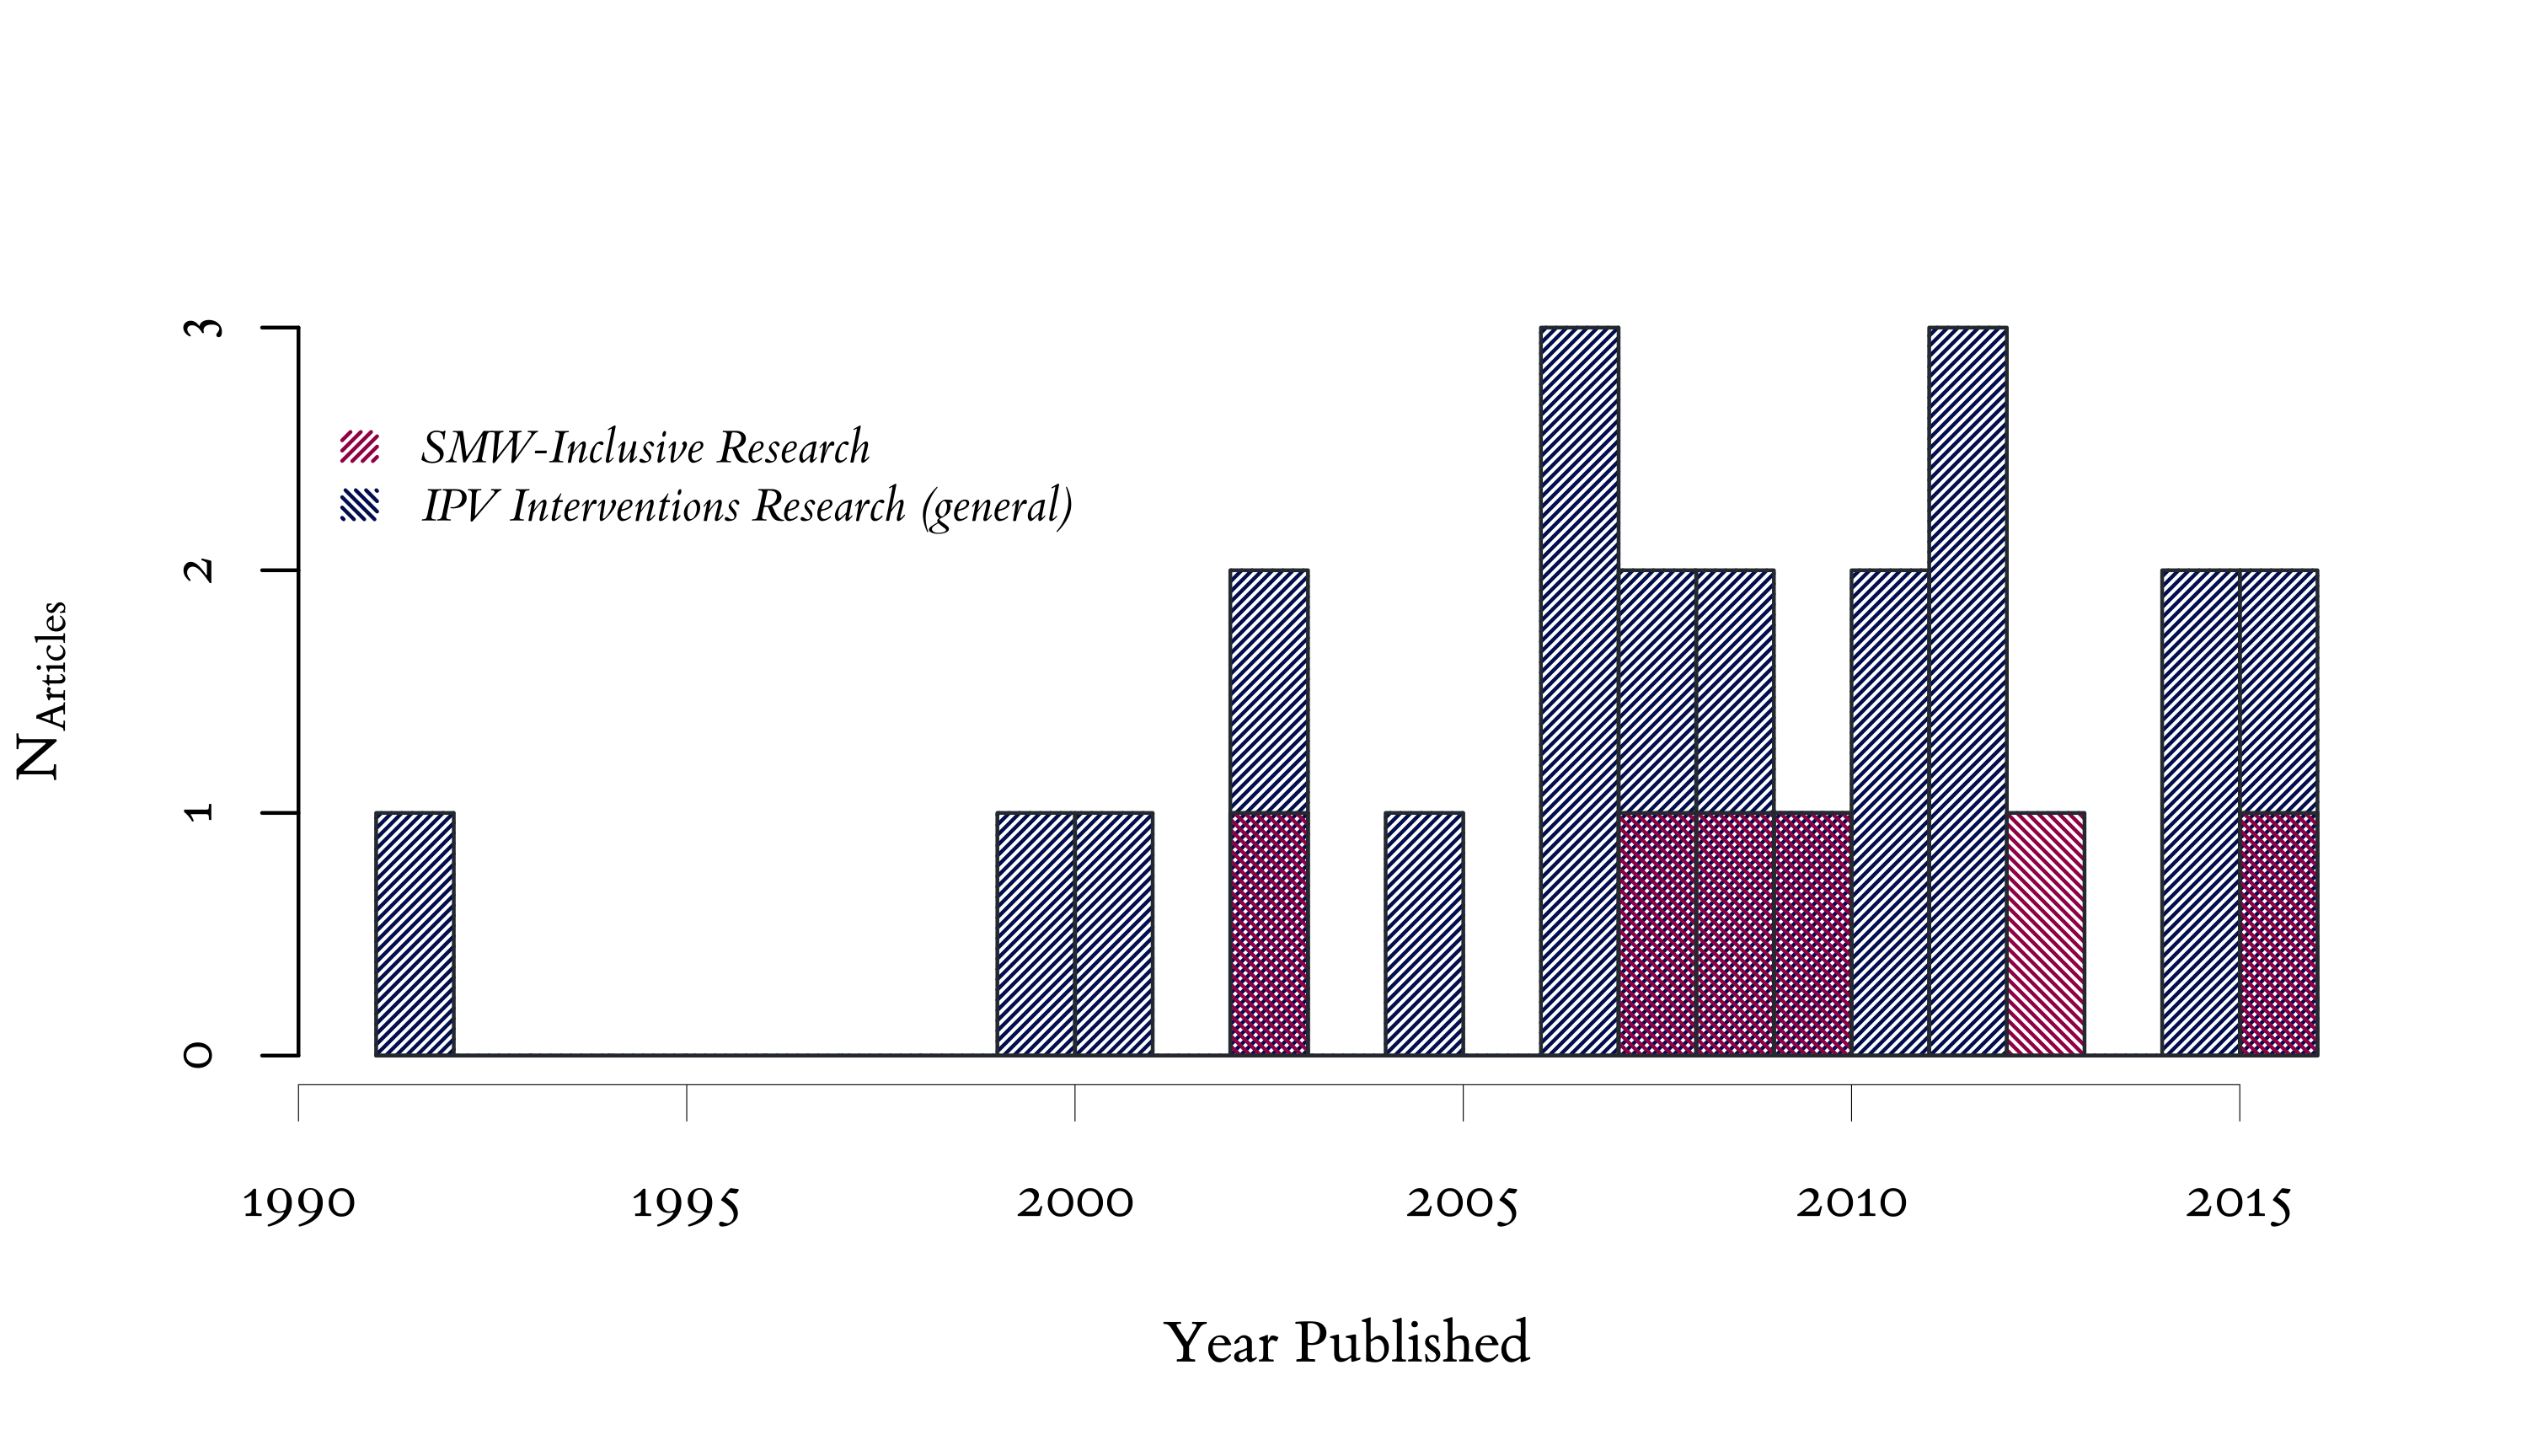 3
SMW-Inclusive Research
IPV Interventions Research (general)
2
NArticles
1
0
1990 1995 2000 2005 2010 2015
Year Published